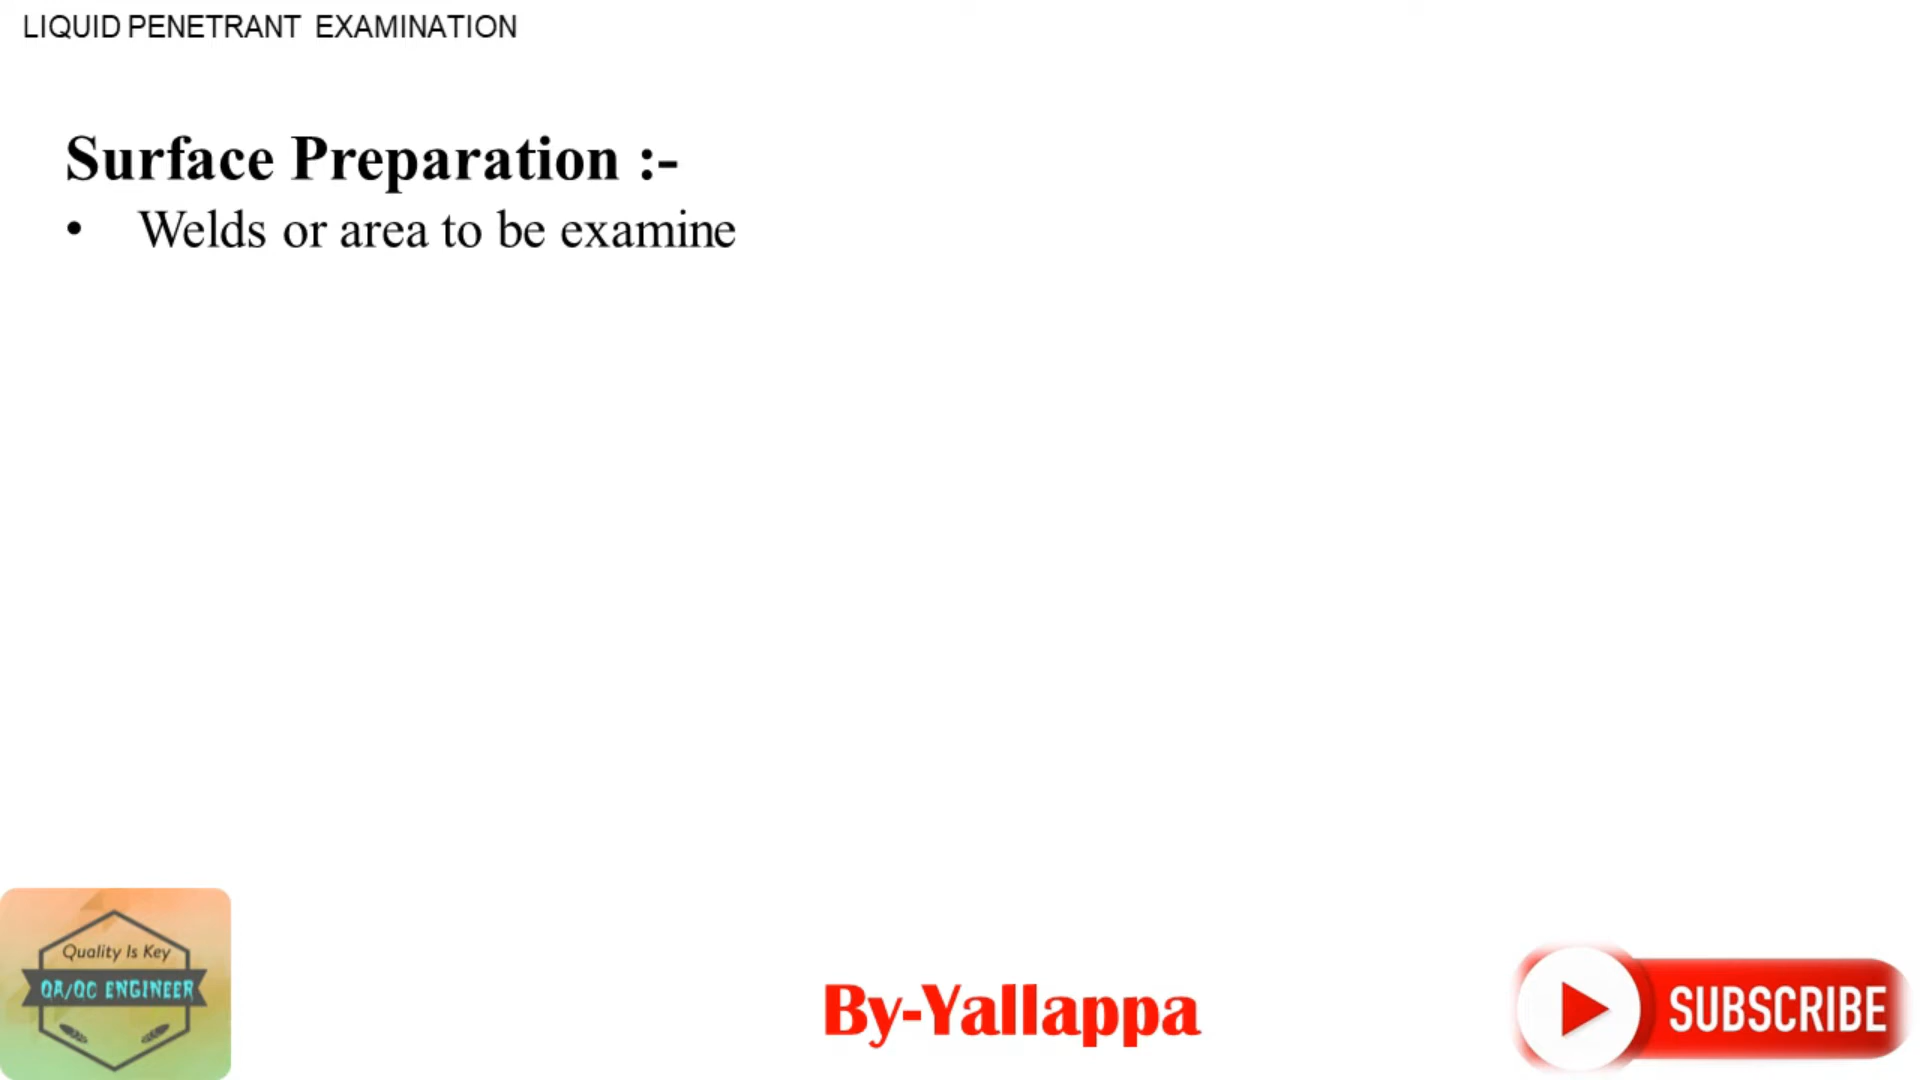 LIQUID PENETRANT EXAMINATION
Surface Preparation :-
• Welds or area to be examine
Quality Is Key
QA/QC ENGINEER
By-Yallappa
SUBSCRIBE